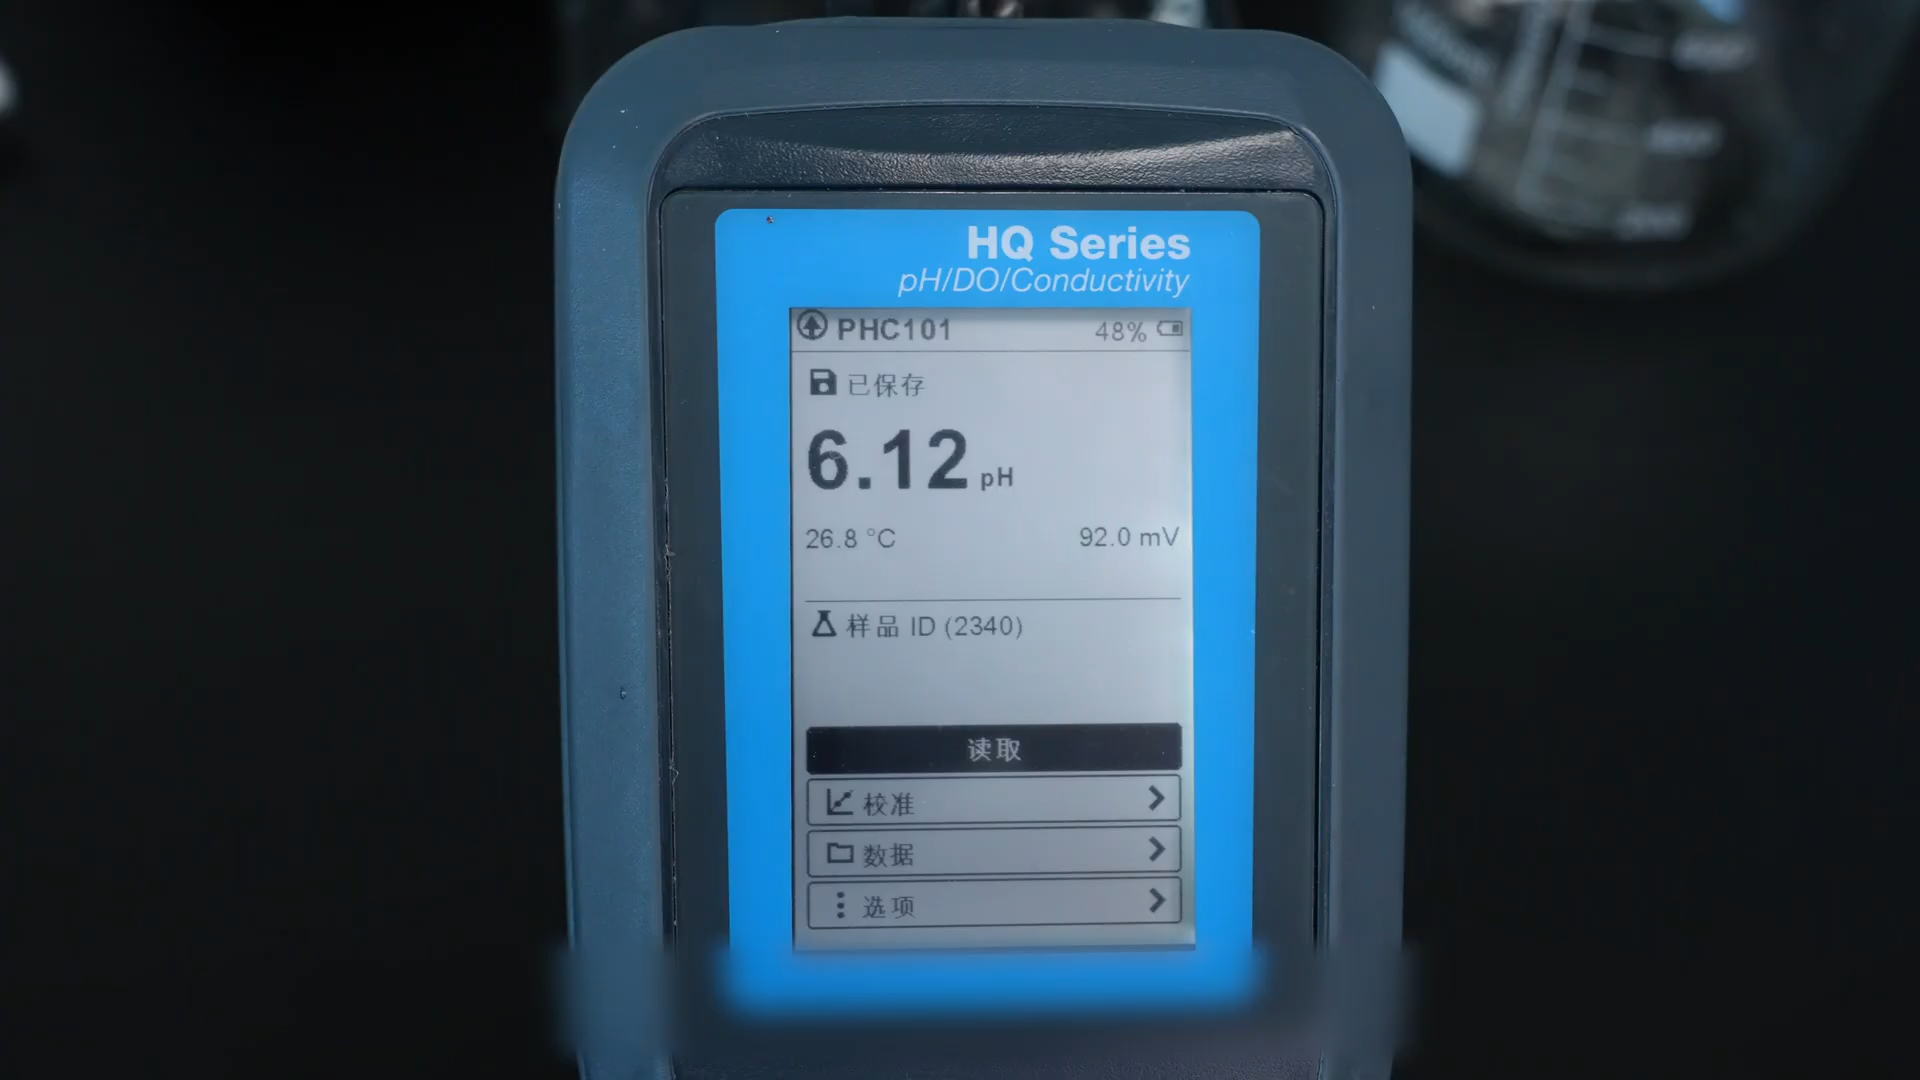 HQ Series
pH/DO/Conductivity
PHC101 48%
已保存
6.12 pH
26.8 °C 92.0 mV
样品 ID (2340)
读取
校准
数据
选项